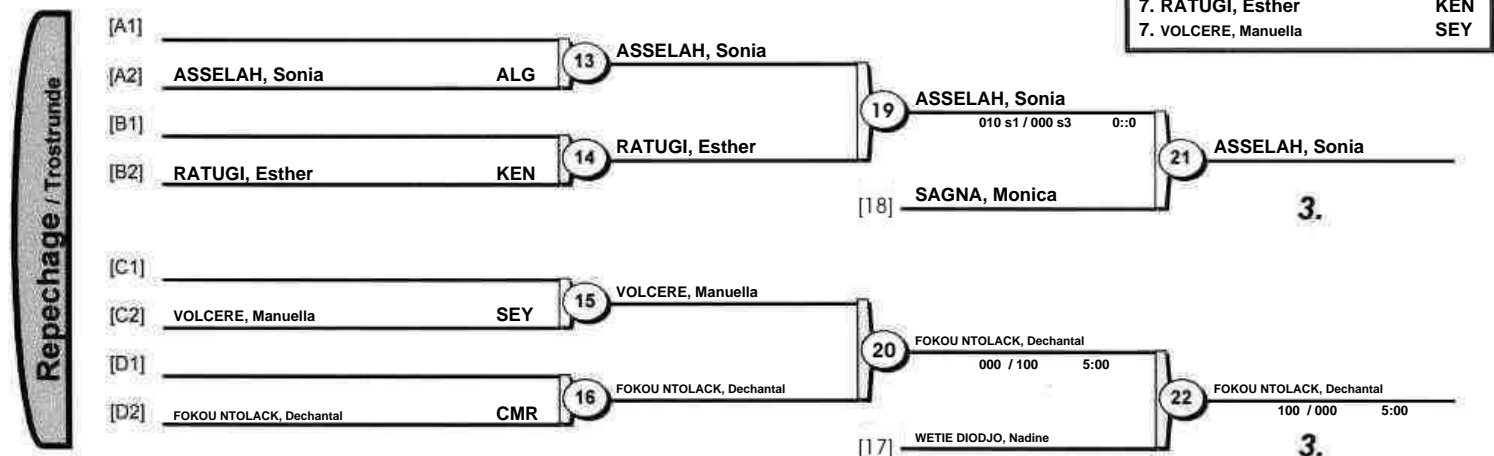 7. RATUGI, Esther KEN
7. VOLCERE, Manuella SEY
Repechage / Trostrunde
[A1]
[A2] ASSELAH, Sonia ALG
13 ASSELAH, Sonia
[B1]
[B2] RATUGI, Esther KEN
14 RATUGI, Esther
19 ASSELAH, Sonia
010 s1 / 000 s3 0::0
[18] SAGNA, Monica
21 ASSELAH, Sonia
3.
[C1]
[C2] VOLCERE, Manuella SEY
15 VOLCERE, Manuella
[D1]
[D2] FOKOU NTOLACK, Dechantal CMR
16 FOKOU NTOLACK, Dechantal
20 FOKOU NTOLACK, Dechantal
000 / 100 5:00
[17] WETIE DIODJO, Nadine
22 FOKOU NTOLACK, Dechantal
100 / 000 5:00
3.